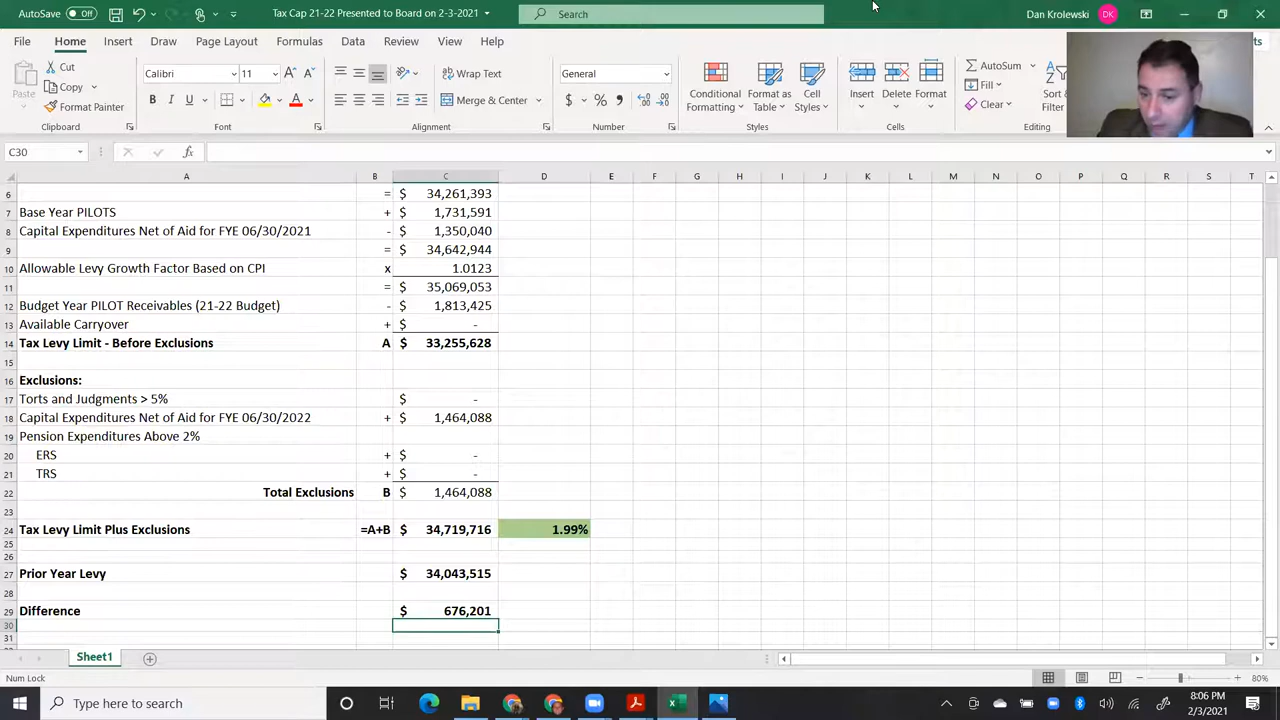 AutoSave Off Tax Cap 21-22 Presented to Board on 2-3-2021 Search Dan Krolewski DK
File Home Insert Draw Page Layout Formulas Data Review View Help
Paste Cut Copy Format Painter Clipboard
Calibri 11 B I U Font
Wrap Text Merge & Center Alignment
General $ % Number
Conditional Formatting Format as Table Cell Styles Styles
Insert Delete Format Cells
AutoSum Fill Clear Sort & Filter Editing
C30 fx
A B C D E F G H I J K L M N O P Q R S T
6 = $ 34,261,393
7 Base Year PILOTS + $ 1,731,591
8 Capital Expenditures Net of Aid for FYE 06/30/2021 - $ 1,350,040
9 = $ 34,642,944
10 Allowable Levy Growth Factor Based on CPI x 1.0123
11 = $ 35,069,053
12 Budget Year PILOT Receivables (21-22 Budget) - $ 1,813,425
13 Available Carryover + $ -
14 Tax Levy Limit - Before Exclusions A $ 33,255,628
15
16 Exclusions:
17 Torts and Judgments > 5% $ -
18 Capital Expenditures Net of Aid for FYE 06/30/2022 + $ 1,464,088
19 Pension Expenditures Above 2%
20 ERS + $ -
21 TRS + $ -
22 Total Exclusions B $ 1,464,088
23
24 Tax Levy Limit Plus Exclusions =A+B $ 34,719,716 1.99%
25
26
27 Prior Year Levy $ 34,043,515
28
29 Difference $ 676,201
30
31
Sheet1
Num Lock 80%
Type here to search 8:06 PM
2/3/2021